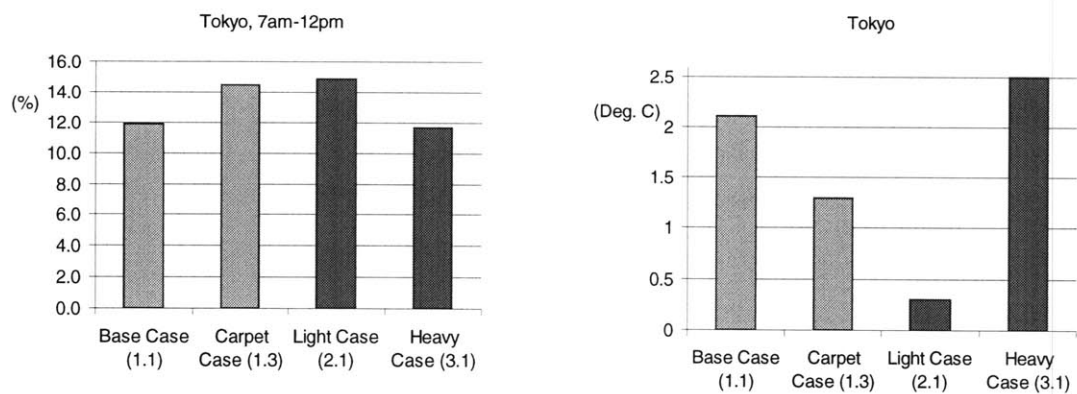 Tokyo, 7am-12pm
16.0
14.0
12.0
10.0
8.0
6.0
4.0
2.0
0.0
(%)
Base Case Carpet Light Case Heavy
(1.1) Case (1.3) (2.1) Case (3.1)
Tokyo
2.5
2
1.5
1
0.5
0
(Deg. C)
Base Case Carpet Light Case Heavy
(1.1) Case (1.3) (2.1) Case (3.1)